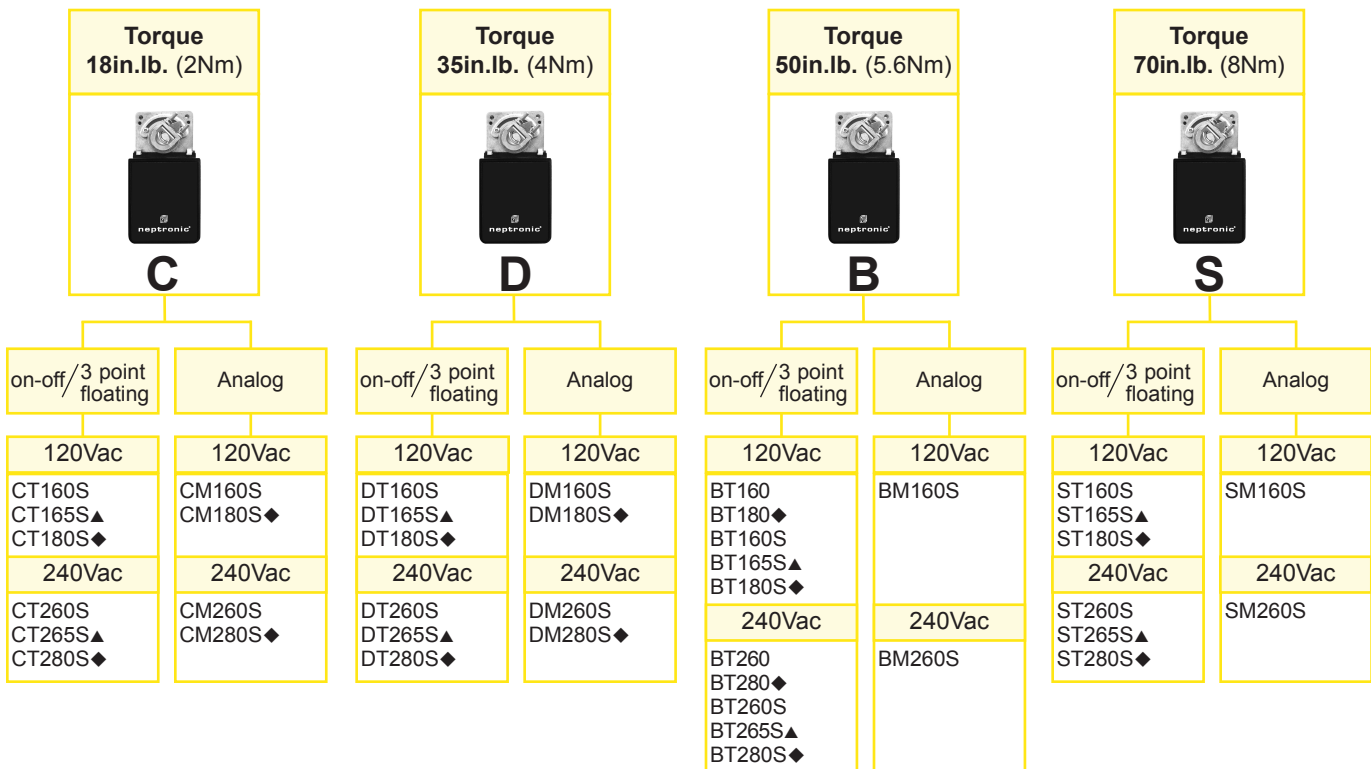 Torque
18in.lb. (2Nm)
neptronic
C
on-off/3 point floating
Analog
120Vac
CT160S
CT165S▲
CT180S◆
240Vac
CT260S
CT265S▲
CT280S◆
120Vac
CM160S
CM180S◆
240Vac
CM260S
CM280S◆
Torque
35in.lb. (4Nm)
neptronic
D
on-off/3 point floating
Analog
120Vac
DT160S
DT165S▲
DT180S◆
240Vac
DT260S
DT265S▲
DT280S◆
120Vac
DM160S
DM180S◆
240Vac
DM260S
DM280S◆
Torque
50in.lb. (5.6Nm)
neptronic
B
on-off/3 point floating
Analog
120Vac
BT160
BT180◆
BT160S
BT165S▲
BT180S◆
240Vac
BT260
BT280◆
BT260S
BT265S▲
BT280S◆
120Vac
BM160S
240Vac
BM260S
Torque
70in.lb. (8Nm)
neptronic
S
on-off/3 point floating
Analog
120Vac
ST160S
ST165S▲
ST180S◆
240Vac
ST260S
ST265S▲
ST280S◆
120Vac
SM160S
240Vac
SM260S